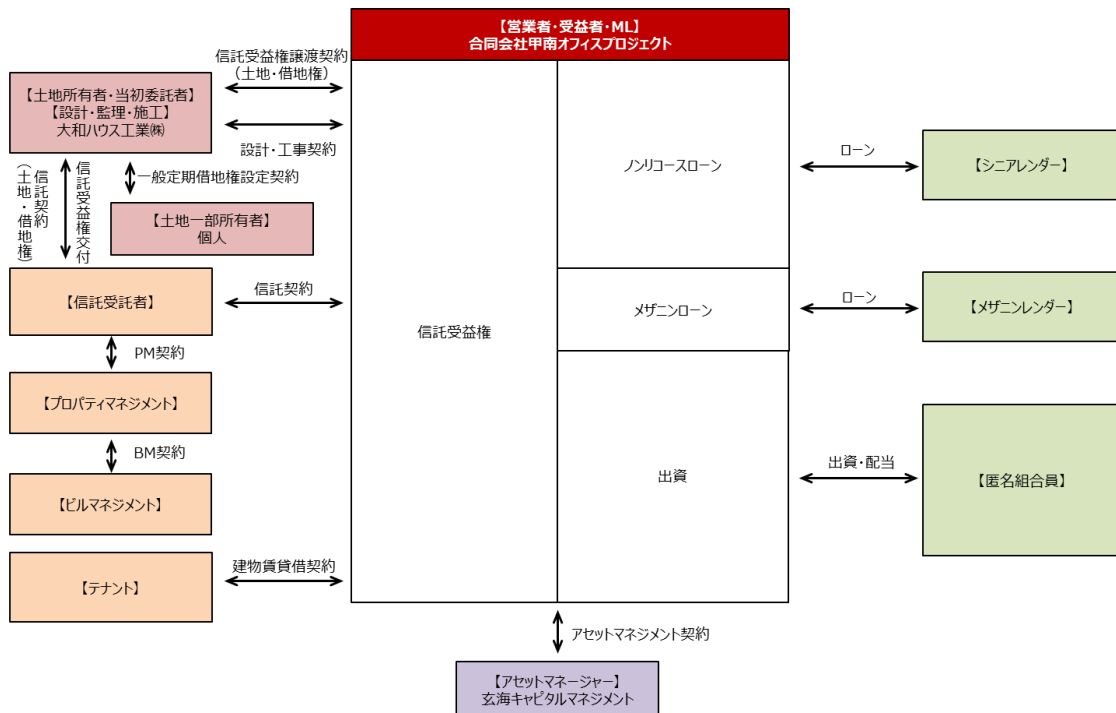 【営業者・受益者・ML】
合同会社甲南オフィスプロジェクト
信託受益権譲渡契約
(土地・借地権)
【土地所有者・当初委託者】
【設計・監理・施工】
大和ハウス工業㈱
設計・工事契約
ノンリコースローン
ローン
【シニアレンダー】
信託契約
(土地・借地権)
信託受益権交付
一般定期借地権設定契約
【土地一部所有者】
個人
【信託受託者】
信託契約
信託受益権
メザニンローン
ローン
【メザニンレンダー】
PM契約
【プロパティマネジメント】
BM契約
【ビルマネジメント】
出資
出資・配当
【匿名組合員】
【テナント】
建物賃貸借契約
アセットマネジメント契約
【アセットマネージャー】
玄海キャピタルマネジメント